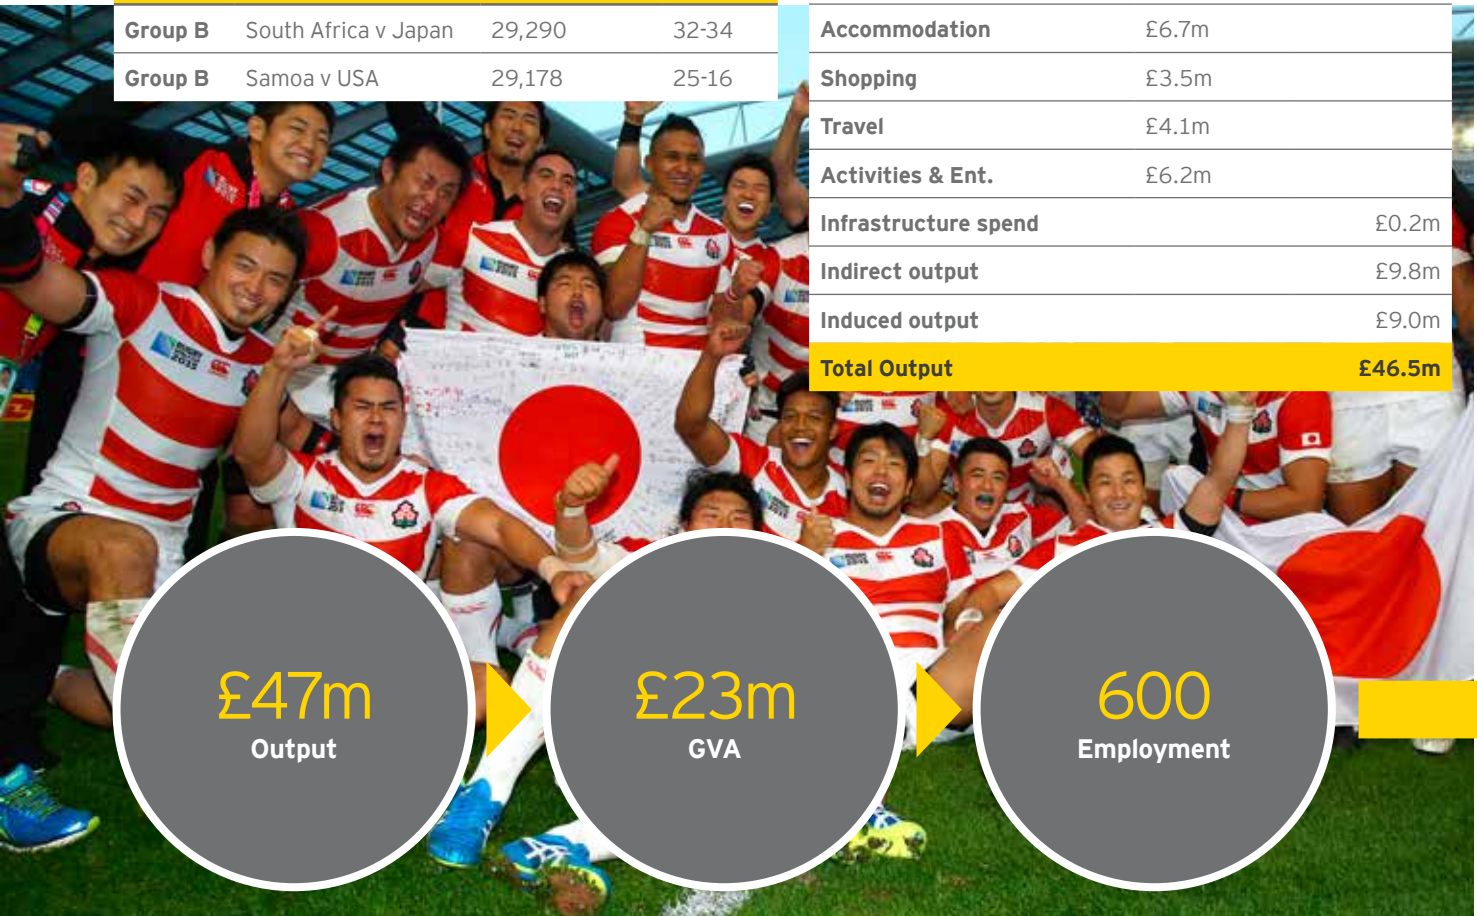 Group B South Africa v Japan 29,290 32-34
Group B Samoa v USA 29,178 25-16
Accommodation £6.7m
Shopping £3.5m
Travel £4.1m
Activities & Ent. £6.2m
Infrastructure spend £0.2m
Indirect output £9.8m
Induced output £9.0m
Total Output £46.5m
£47m
Output
£23m
GVA
600
Employment